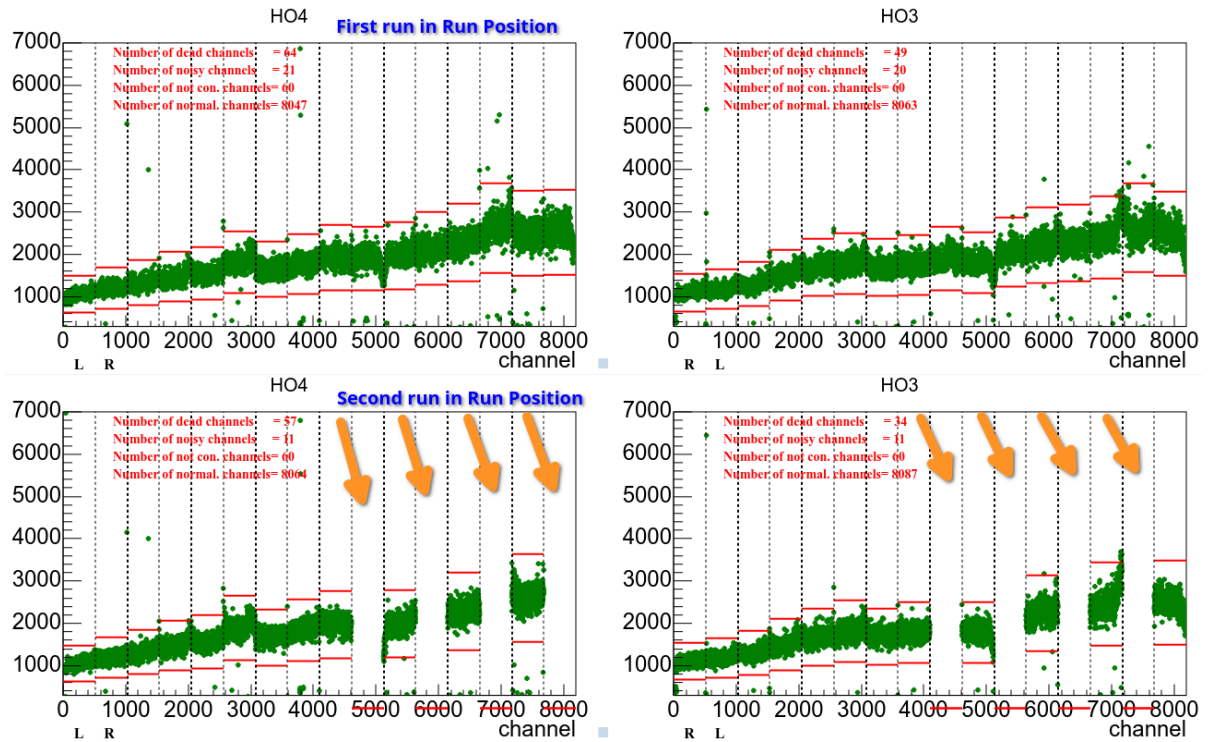 HO4
First run in Run Position
HO3
7000
6000
5000
4000
3000
2000
1000
Number of dead channels = 64
Number of noisy channels = 21
Number of not con. channels= 60
Number of normal. channels= 8047
0 1000 2000 3000 4000 5000 6000 7000 8000
channel
L R
7000
6000
5000
4000
3000
2000
1000
Number of dead channels = 49
Number of noisy channels = 20
Number of not con. channels= 60
Number of normal. channels= 8063
0 1000 2000 3000 4000 5000 6000 7000 8000
channel
R L
HO4
Second run in Run Position
HO3
7000
6000
5000
4000
3000
2000
1000
Number of dead channels = 57
Number of noisy channels = 11
Number of not con. channels= 60
Number of normal. channels= 8064
0 1000 2000 3000 4000 5000 6000 7000 8000
channel
L R
7000
6000
5000
4000
3000
2000
1000
Number of dead channels = 34
Number of noisy channels = 11
Number of not con. channels= 60
Number of normal. channels= 8087
0 1000 2000 3000 4000 5000 6000 7000 8000
channel
R L